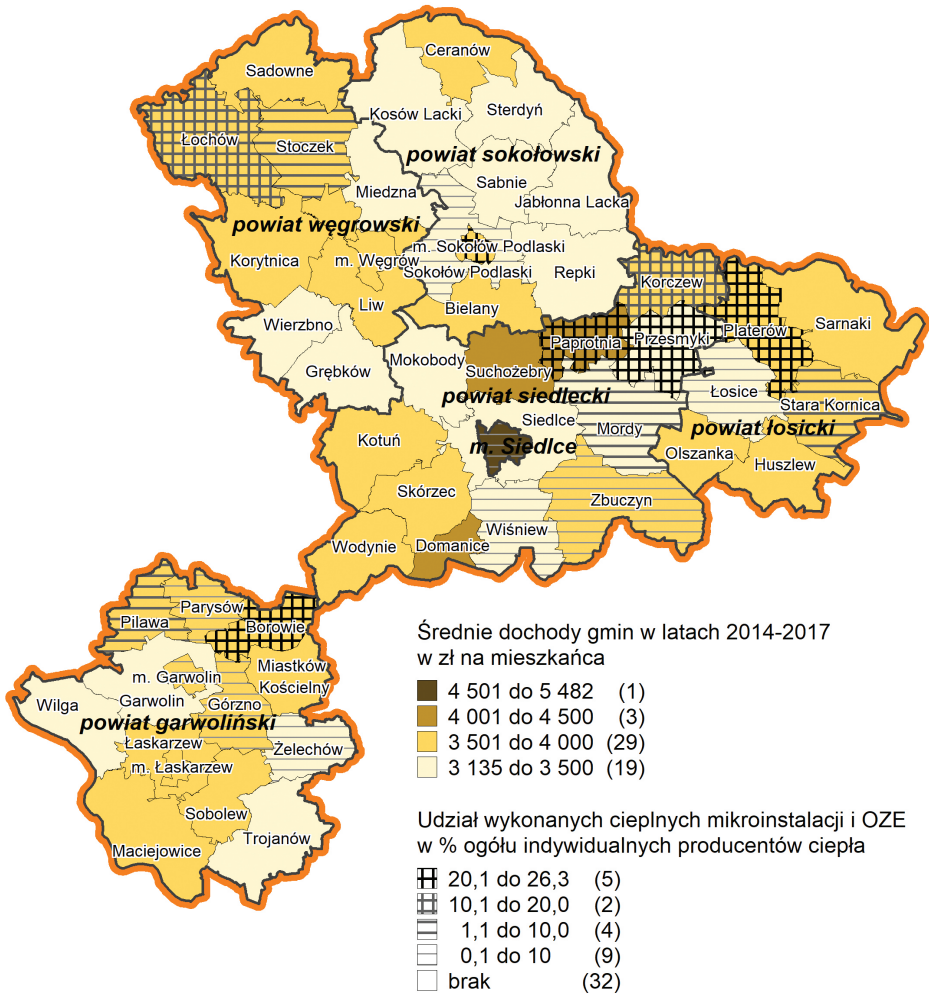 Ceranów
Sadowne
Kosów Lacki
Sterdyń
Łochów
Stoczek
powiat sokołowski
Sabnie
Miedzna
Jabłonna Lacka
powiat węgrowski
m. Sokołów Podlaski
Korytnica
m. Węgrów
Sokołów Podlaski
Repki
Korczew
Liw
Bielany
Wierzbno
Sarnaki
Platerów
Przesmyki
Paprotnia
Mokobody
Grębków
Suchożebry
Łosice
powiat siedlecki
Stara Kornica
Siedlce
Mordy
powiat łosicki
Kotuń
m. Siedlce
Olszanka
Huszlew
Skórzec
Zbuczyn
Wiśniew
Wodynie
Domanice
Parysów
Pilawa
Borowie
Miastków
Kościelny
m. Garwolin
Wilga
Garwolin
Górzno
powiat garwoliński
Łaskarzew
Żelechów
m. Łaskarzew
Sobolew
Trojanów
Maciejowice
Średnie dochody gmin w latach 2014-2017
w zł na mieszkańca
4 501 do 5 482 (1)
4 001 do 4 500 (3)
3 501 do 4 000 (29)
3 135 do 3 500 (19)
Udział wykonanych cieplnych mikroinstalacji i OZE
w % ogółu indywidualnych producentów ciepła
20,1 do 26,3 (5)
10,1 do 20,0 (2)
1,1 do 10,0 (4)
0,1 do 10 (9)
brak (32)